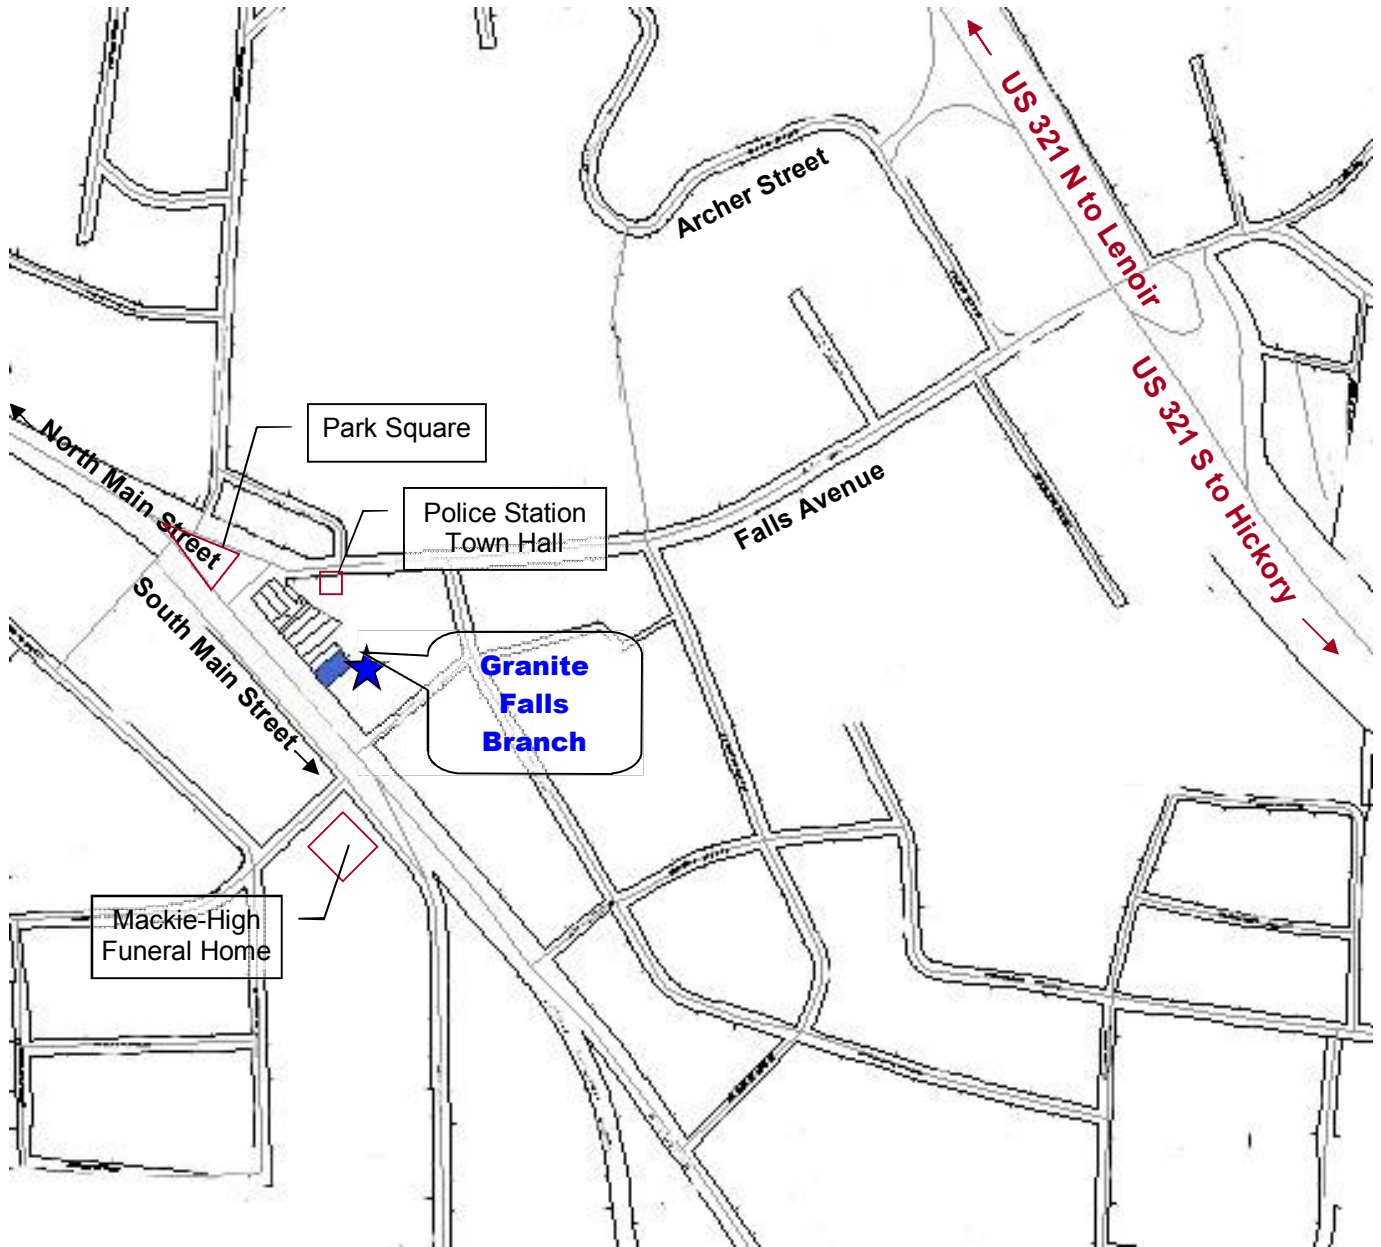 US 321 N to Lenoir
Archer Street
US 321 S to Hickory
Park Square
North Main Street
Police Station
Town Hall
Falls Avenue
South Main Street
Granite
Falls
Branch
Mackie-High
Funeral Home